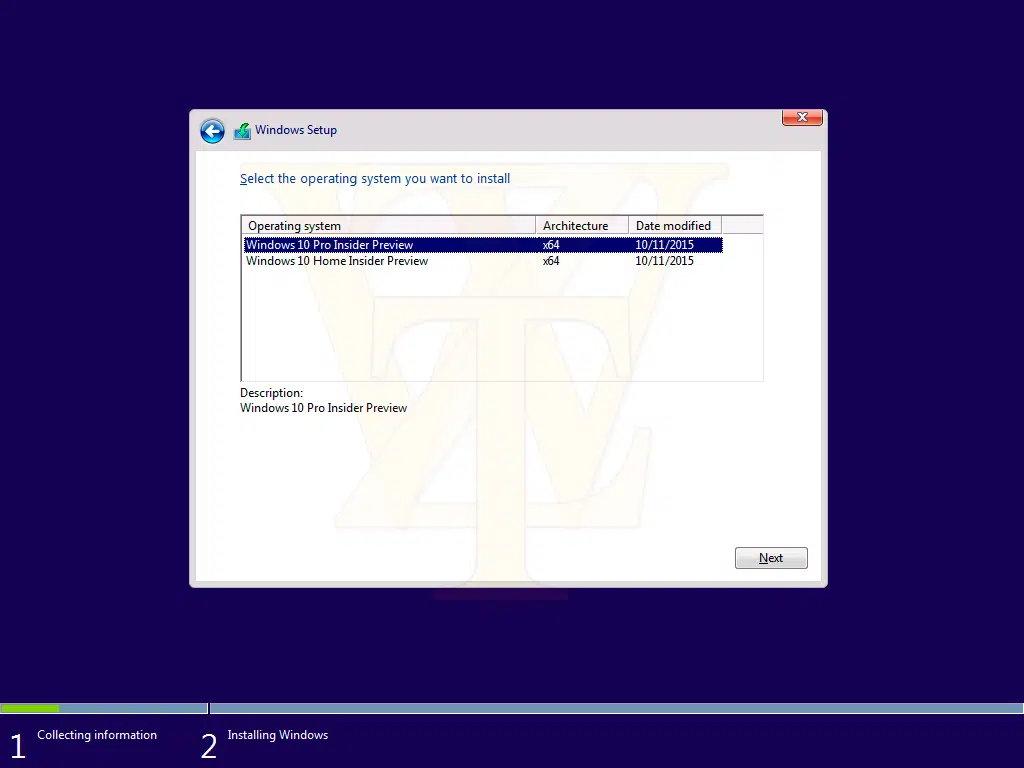 Windows Setup
Select the operating system you want to install
Operating system Architecture Date modified
Windows 10 Pro Insider Preview x64 10/11/2015
Windows 10 Home Insider Preview x64 10/11/2015
Description:
Windows 10 Pro Insider Preview
Next
1 Collecting information 2 Installing Windows